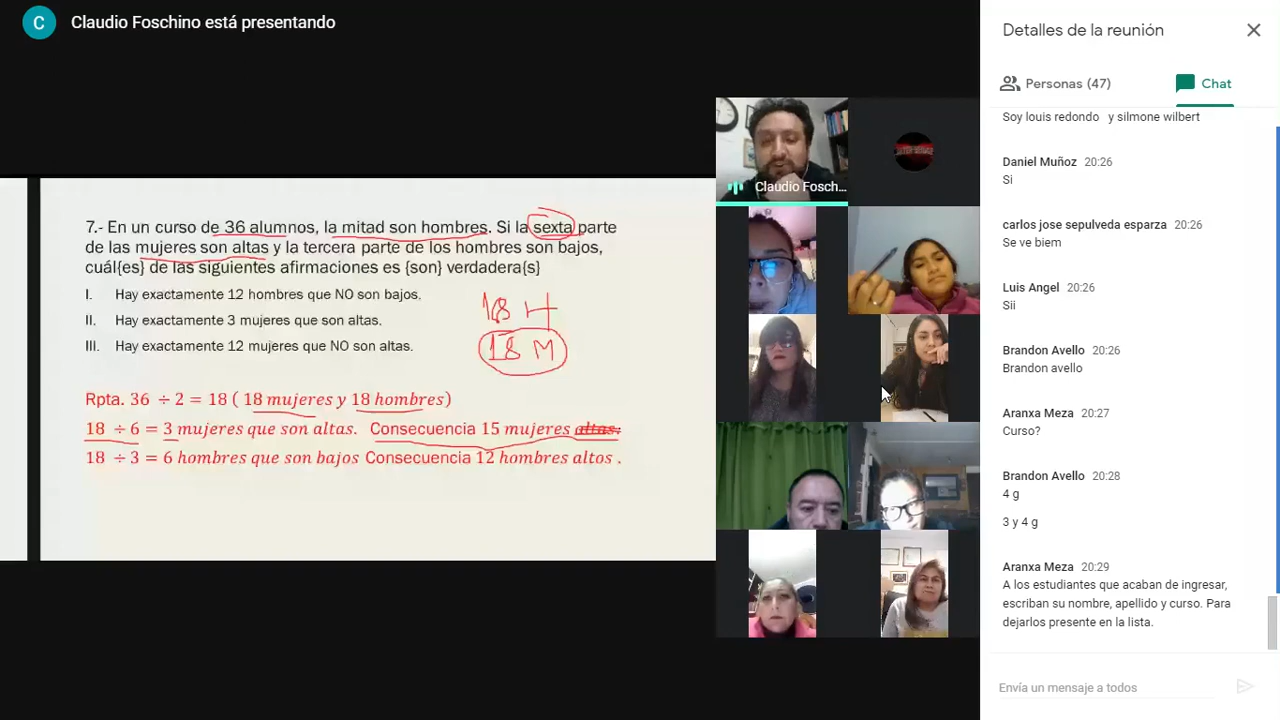 C Claudio Foschino está presentando
7.- En un curso de 36 alumnos, la mitad son hombres. Si la sexta parte
de las mujeres son altas y la tercera parte de los hombres son bajos,
cuál{es} de las siguientes afirmaciones es {son} verdadera{s}
I. Hay exactamente 12 hombres que NO son bajos.
II. Hay exactamente 3 mujeres que son altas.
III. Hay exactamente 12 mujeres que NO son altas.
18 H
18 M
Rpta. 36 ÷ 2 = 18 ( 18 mujeres y 18 hombres)
18 ÷ 6 = 3 mujeres que son altas. Consecuencia 15 mujeres altas.
18 ÷ 3 = 6 hombres que son bajos Consecuencia 12 hombres altos .
Claudio Fosch...
Detalles de la reunión
Personas (47)
Chat
Soy louis redondo y silmone wilbert
Daniel Muñoz 20:26
Si
carlos jose sepulveda esparza 20:26
Se ve biem
Luis Angel 20:26
Sii
Brandon Avello 20:26
Brandon avello
Aranxa Meza 20:27
Curso?
Brandon Avello 20:28
4 g
3 y 4 g
Aranxa Meza 20:29
A los estudiantes que acaban de ingresar,
escriban su nombre, apellido y curso. Para
dejarlos presente en la lista.
Envía un mensaje a todos